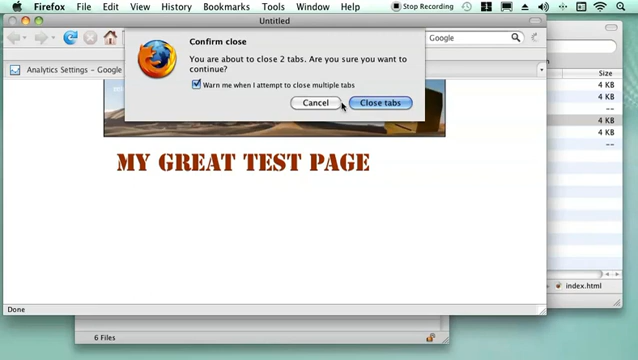 Firefox File Edit View History Bookmarks Tools Window Help Stop Recording
Untitled
Google
Analytics Settings - Google
Confirm close
You are about to close 2 tabs. Are you sure you want to
continue?
Warn me when I attempt to close multiple tabs
Cancel Close tabs
MY GREAT TEST PAGE
Done
Size
4 KB
4 KB
--
4 KB
4 KB
--
index.html
6 Files